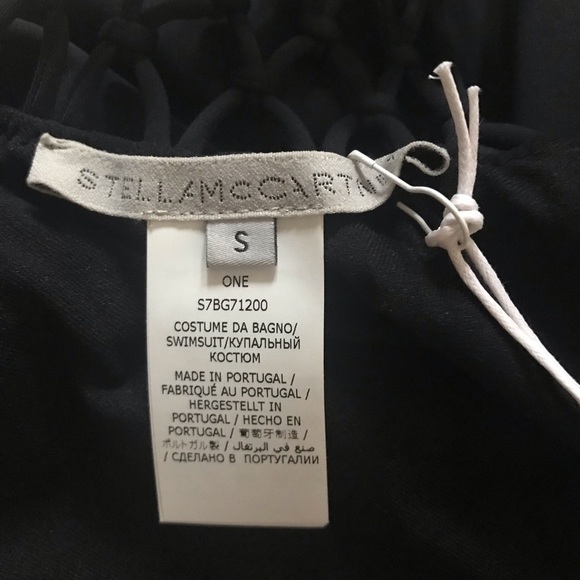 STELLAMcCARTNEY
S
ONE
S7BG71200
COSTUME DA BAGNO/
SWIMSUIT/КУПАЛЬНЫЙ
КОСТЮМ
MADE IN PORTUGAL /
FABRIQUÉ AU PORTUGAL /
HERGESTELLT IN
PORTUGAL / HECHO EN
PORTUGAL / 葡萄牙制造 /
ポルトガル製 / صنع في البرتغال
/ СДЕЛАНО В ПОРТУГАЛИИ